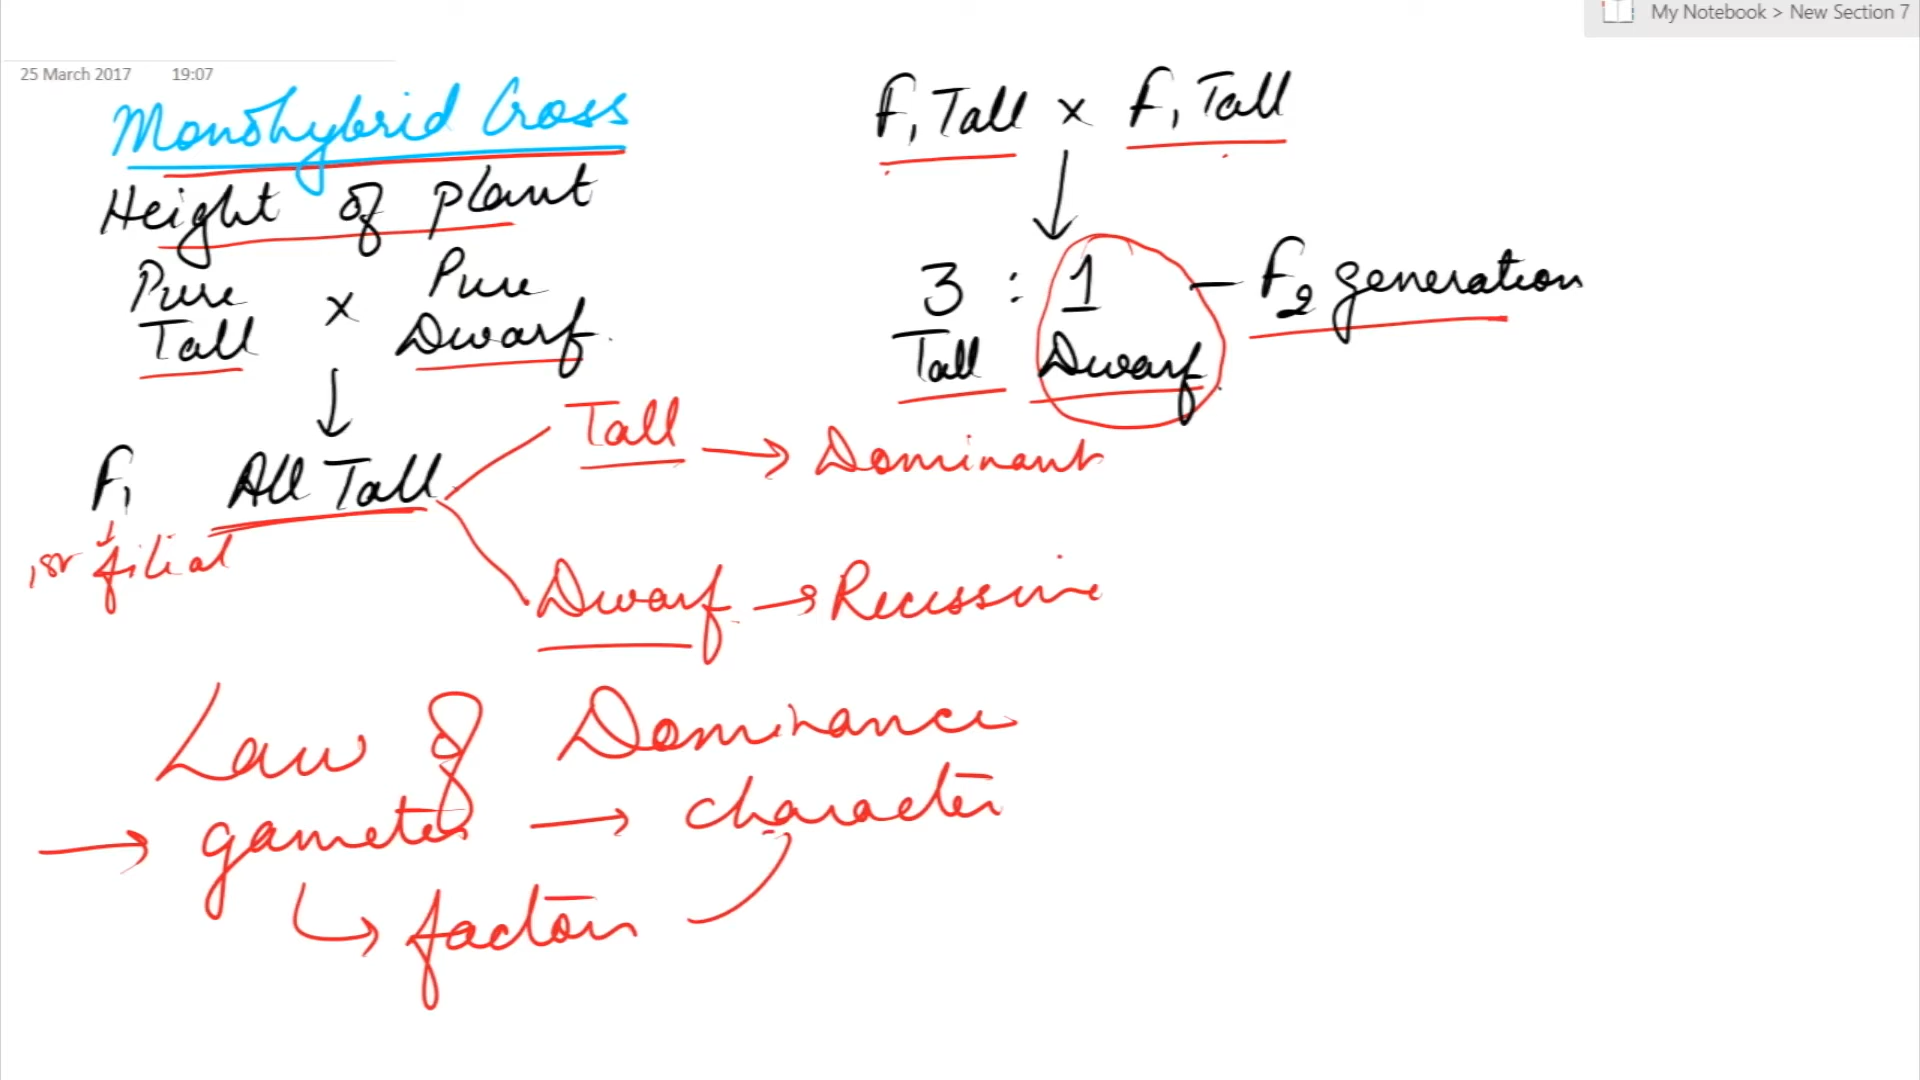 My Notebook > New Section 7
25 March 2017 19:07
Monohybrid Cross
Height of plant
Pure Tall x Pure Dwarf
F1 All Tall
1st filial
Tall → Dominant
Dwarf → Recessive
F1 Tall x F1 Tall
3 : 1 – F2 generation
Tall Dwarf
Law of Dominance
→ gametes → character
↳ factors